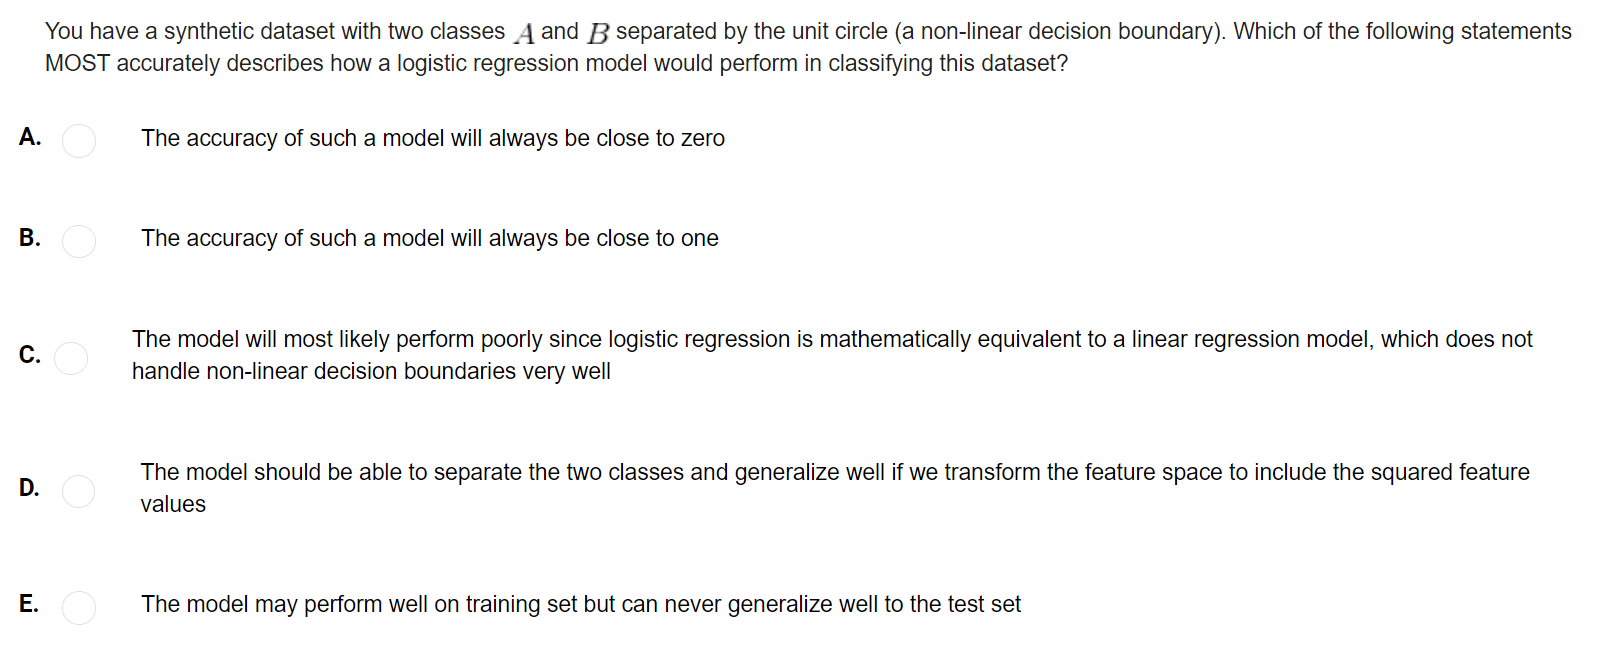 You have a synthetic dataset with two classes A and B separated by the unit circle (a non-linear decision boundary). Which of the following statements
MOST accurately describes how a logistic regression model would perform in classifying this dataset?
A. The accuracy of such a model will always be close to zero
B. The accuracy of such a model will always be close to one
C. The model will most likely perform poorly since logistic regression is mathematically equivalent to a linear regression model, which does not
handle non-linear decision boundaries very well
D. The model should be able to separate the two classes and generalize well if we transform the feature space to include the squared feature
values
E. The model may perform well on training set but can never generalize well to the test set